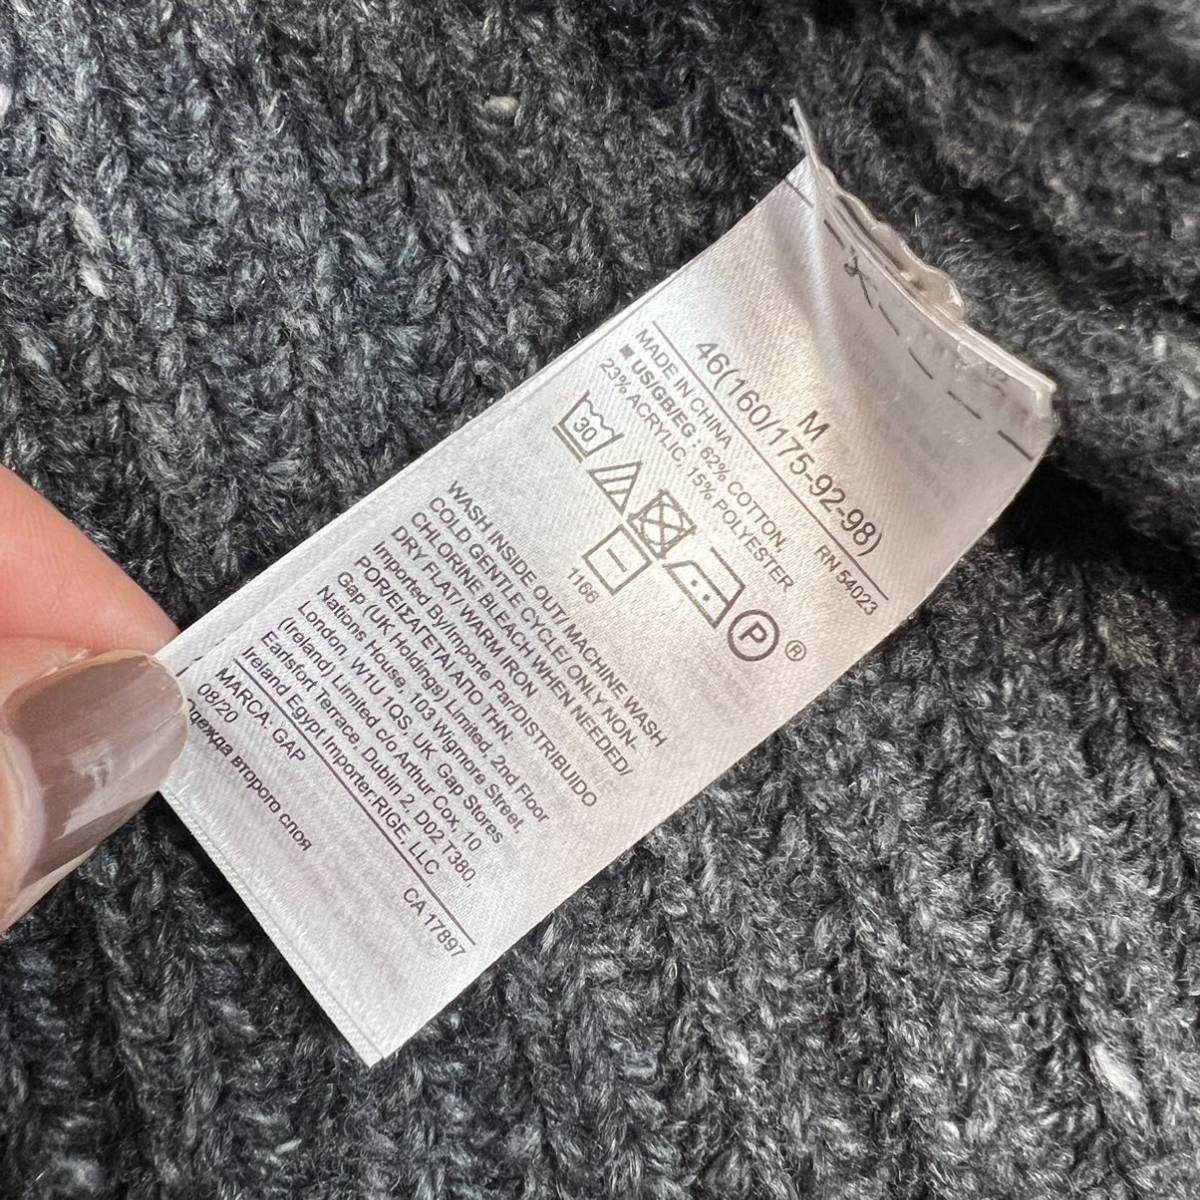 M
46(160/175-92-98)
RN 54023
MADE IN CHINA
US/GB/EG : 62% COTTON,
23% ACRYLIC, 15% POLYESTER
30
P ®
1166
WASH INSIDE OUT/ MACHINE WASH
COLD GENTLE CYCLE/ ONLY NON-
CHLORINE BLEACH WHEN NEEDED/
DRY FLAT/ WARM IRON
Imported By/Importé Par/DISTRIBUIDO
POR/ΕΙΣΑΓΕΤΑΙ ΑΠΟ ΤΗΝ:
Gap (UK Holdings) Limited, 2nd Floor
Nations House, 103 Wigmore Street,
London, W1U 1QS, UK Gap Stores
(Ireland) Limited c/o Arthur Cox, 10
Earlsfort Terrace, Dublin 2, D02 T380,
Ireland Egypt Importer:RIGE, LLC
MARCA: GAP
CA 17897
08/20
второго слоя